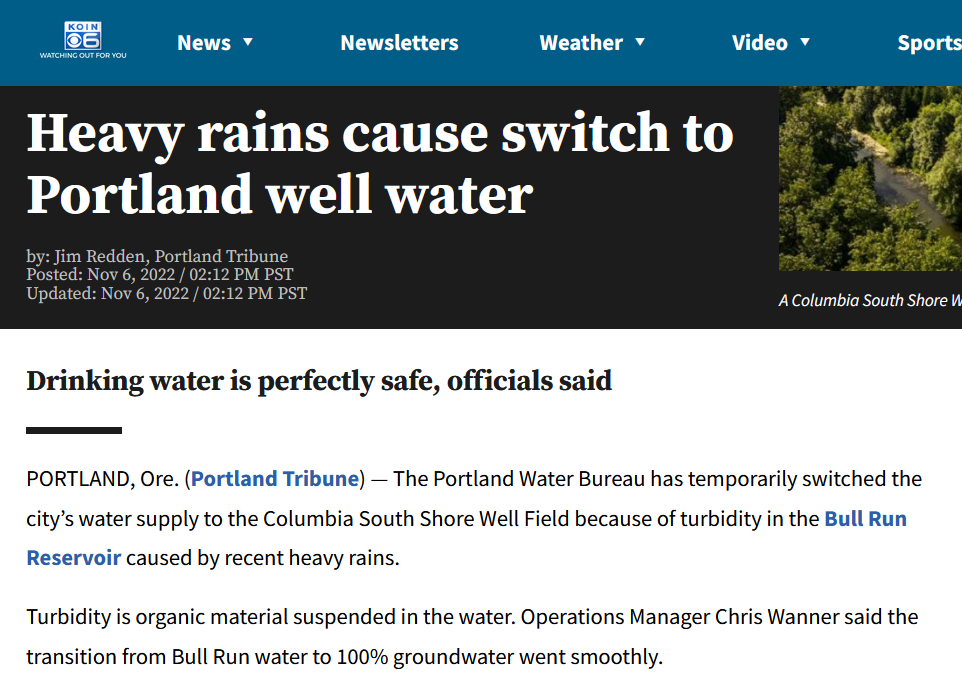 KOIN
6
WATCHING OUT FOR YOU
News
Newsletters
Weather
Video
Sports
Heavy rains cause switch to
Portland well water
by: Jim Redden, Portland Tribune
Posted: Nov 6, 2022 / 02:12 PM PST
Updated: Nov 6, 2022 / 02:12 PM PST
A Columbia South Shore W
Drinking water is perfectly safe, officials said
PORTLAND, Ore. (Portland Tribune) — The Portland Water Bureau has temporarily switched the
city’s water supply to the Columbia South Shore Well Field because of turbidity in the Bull Run
Reservoir caused by recent heavy rains.
Turbidity is organic material suspended in the water. Operations Manager Chris Wanner said the
transition from Bull Run water to 100% groundwater went smoothly.